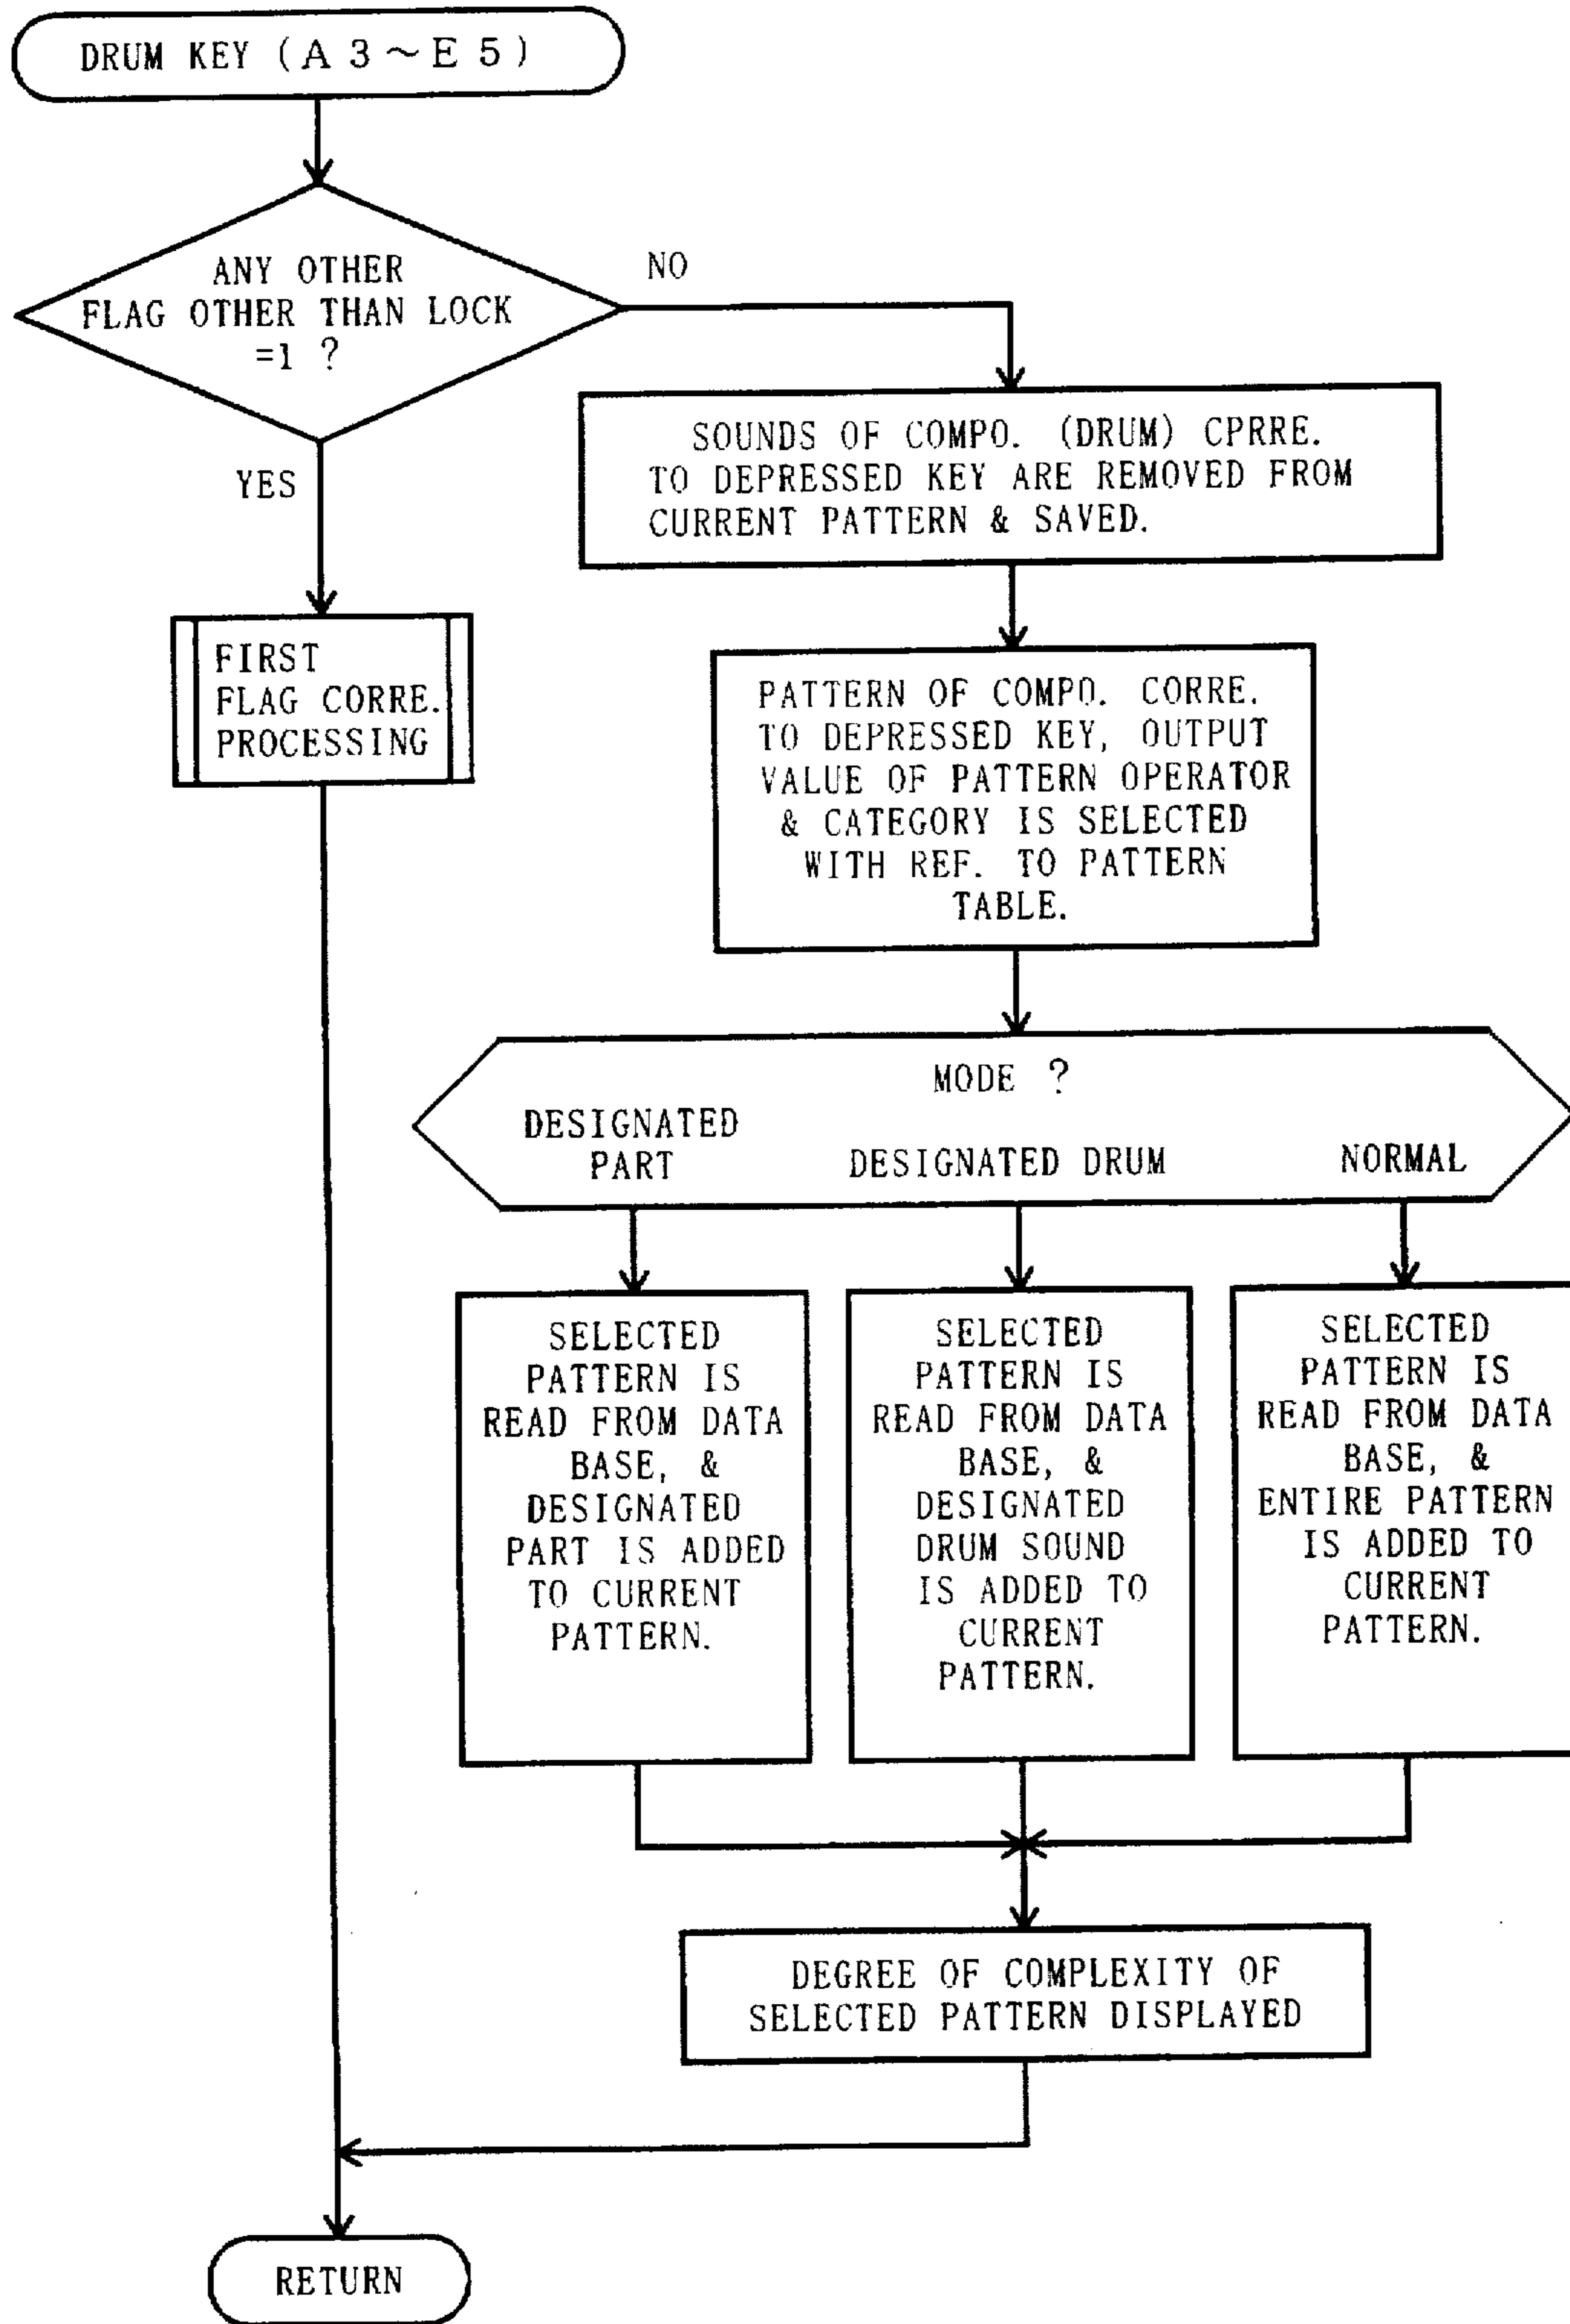 DRUM KEY (A 3～E 5)
ANY OTHER
FLAG OTHER THAN LOCK
=1 ?
NO
YES
SOUNDS OF COMPO. (DRUM) CPRRE.
TO DEPRESSED KEY ARE REMOVED FROM
CURRENT PATTERN & SAVED.
FIRST
FLAG CORRE.
PROCESSING
PATTERN OF COMPO. CORRE.
TO DEPRESSED KEY, OUTPUT
VALUE OF PATTERN OPERATOR
& CATEGORY IS SELECTED
WITH REF. TO PATTERN
TABLE.
MODE ?
DESIGNATED
PART
DESIGNATED DRUM
NORMAL
SELECTED
PATTERN IS
READ FROM DATA
BASE, &
DESIGNATED
PART IS ADDED
TO CURRENT
PATTERN.
SELECTED
PATTERN IS
READ FROM DATA
BASE, &
DESIGNATED
DRUM SOUND
IS ADDED TO
CURRENT
PATTERN.
SELECTED
PATTERN IS
READ FROM DATA
BASE, &
ENTIRE PATTERN
IS ADDED TO
CURRENT
PATTERN.
DEGREE OF COMPLEXITY OF
SELECTED PATTERN DISPLAYED
RETURN